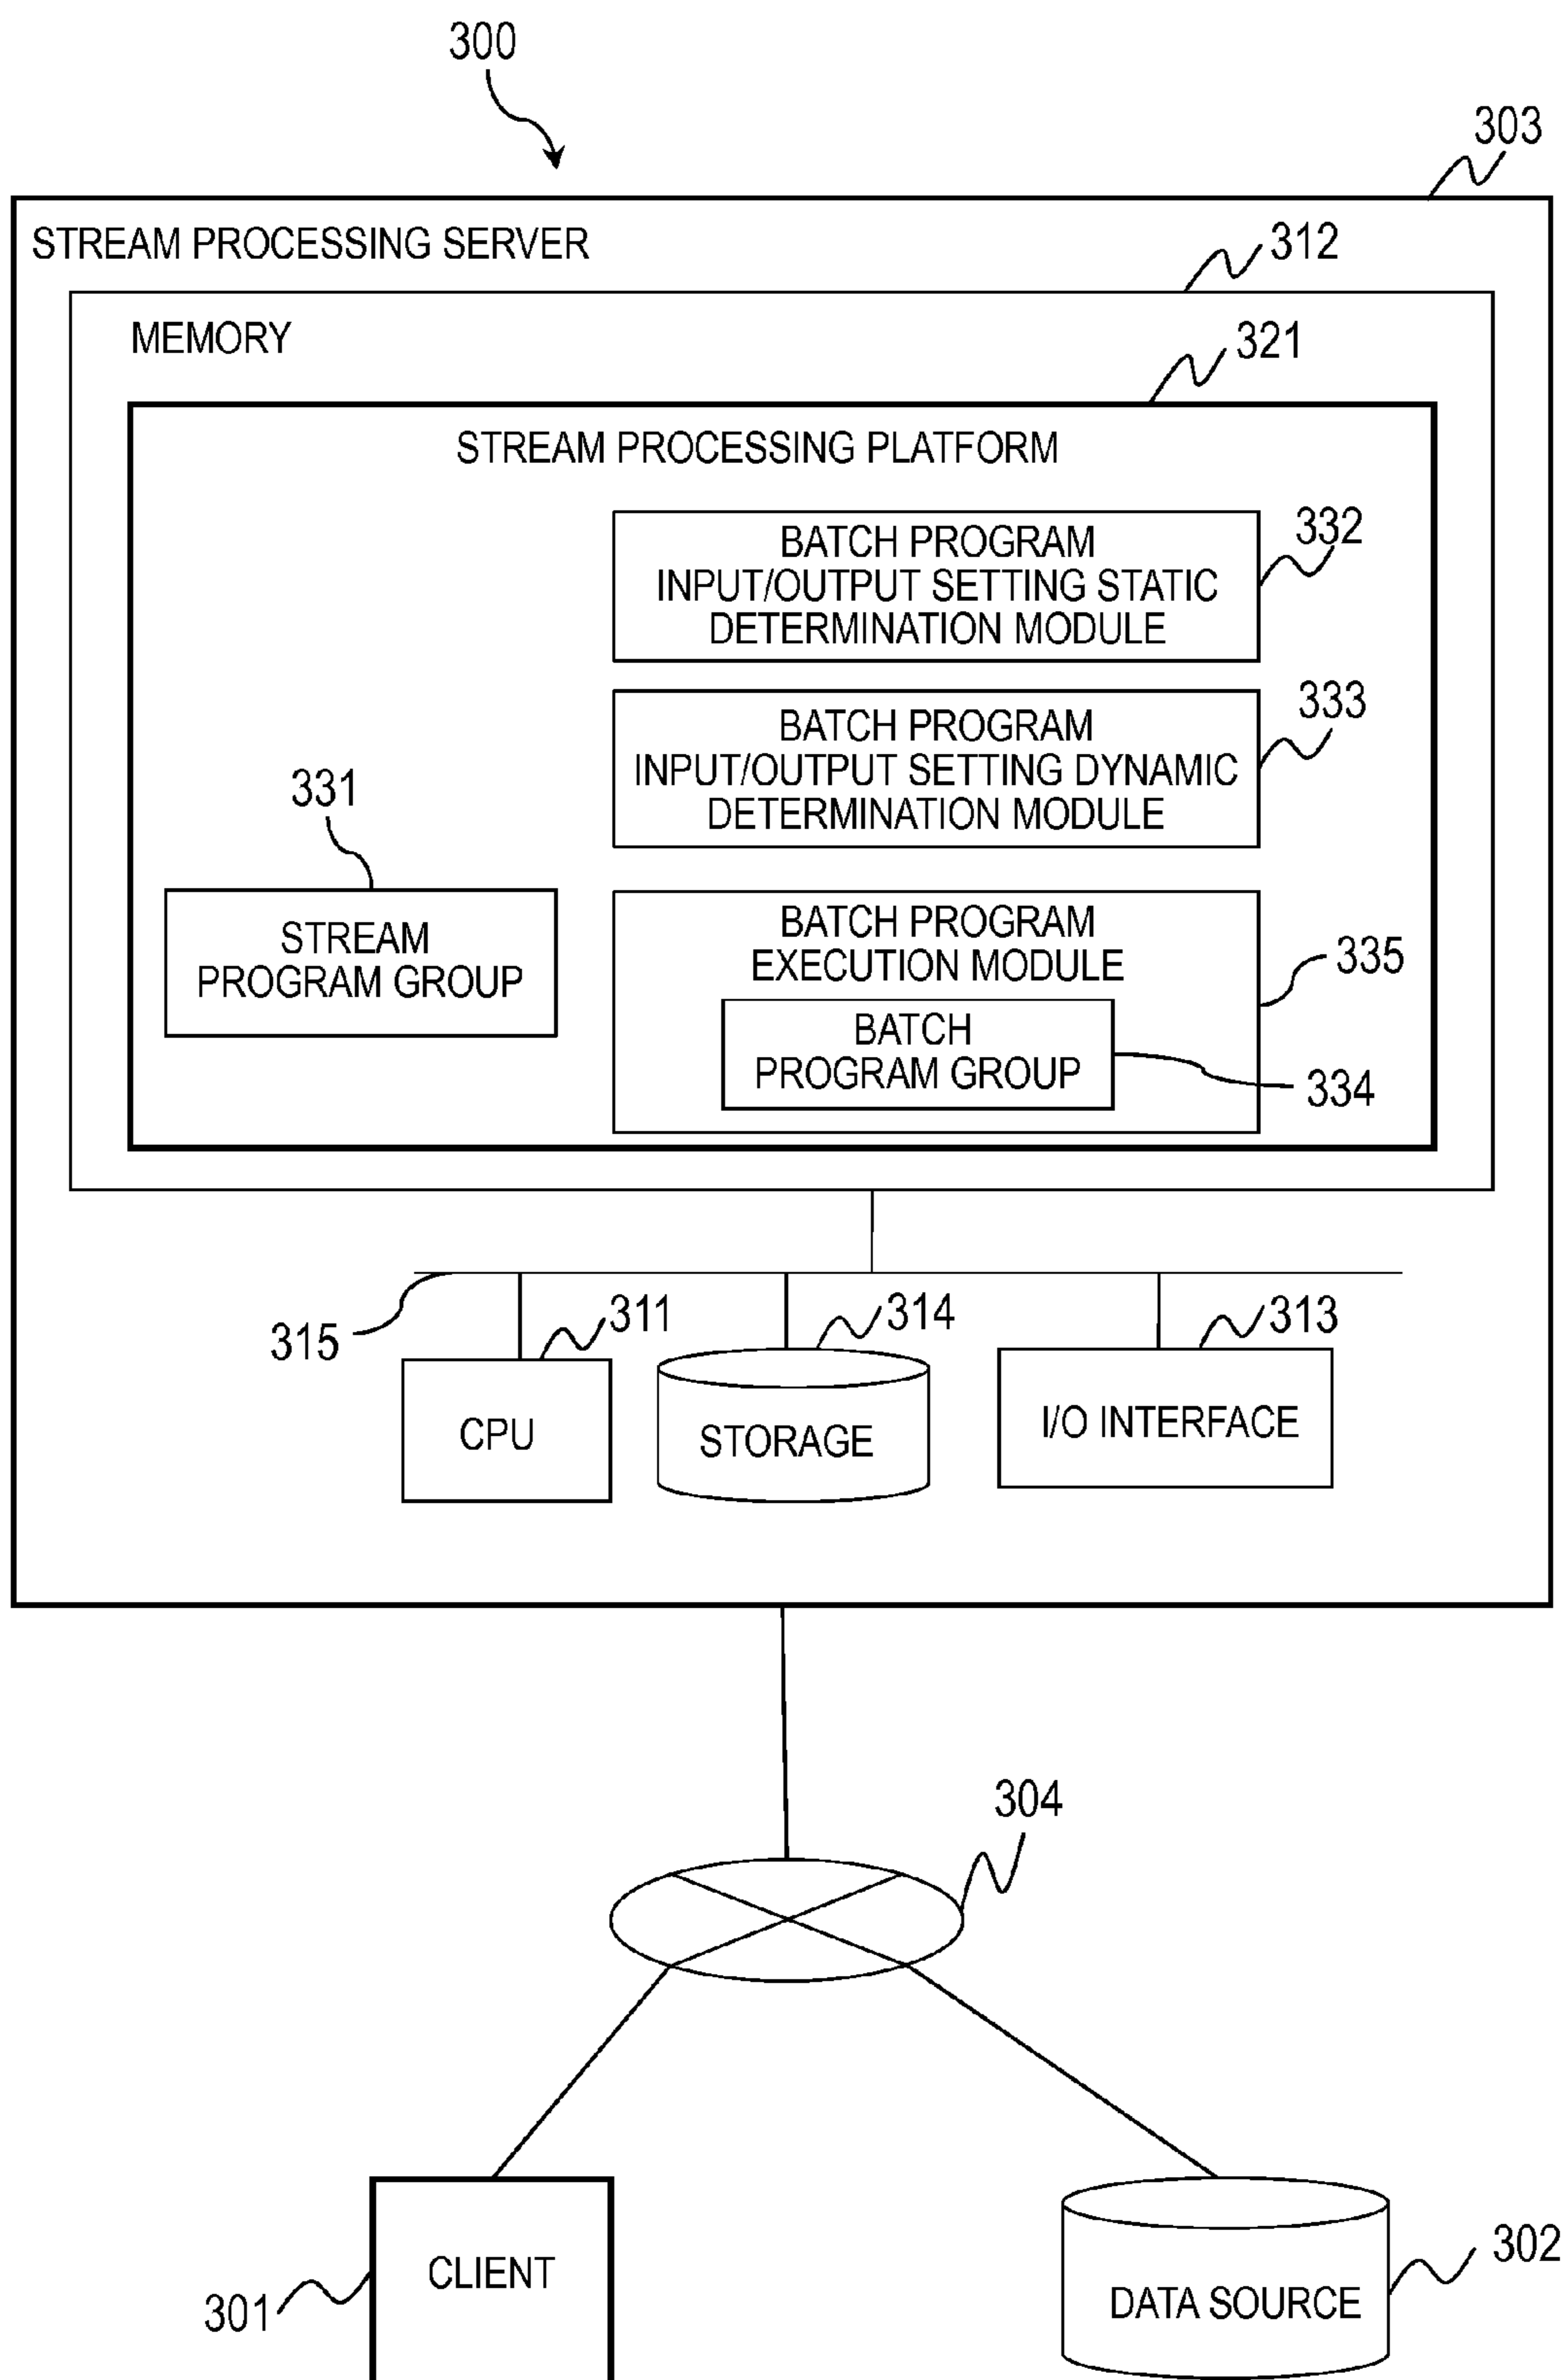 300
303
STREAM PROCESSING SERVER
312
MEMORY
321
STREAM PROCESSING PLATFORM
BATCH PROGRAM
INPUT/OUTPUT SETTING STATIC
DETERMINATION MODULE
332
BATCH PROGRAM
INPUT/OUTPUT SETTING DYNAMIC
DETERMINATION MODULE
333
331
STREAM
PROGRAM GROUP
BATCH PROGRAM
EXECUTION MODULE
335
BATCH
PROGRAM GROUP
334
315
311
314
313
CPU
STORAGE
I/O INTERFACE
304
CLIENT
301
DATA SOURCE
302